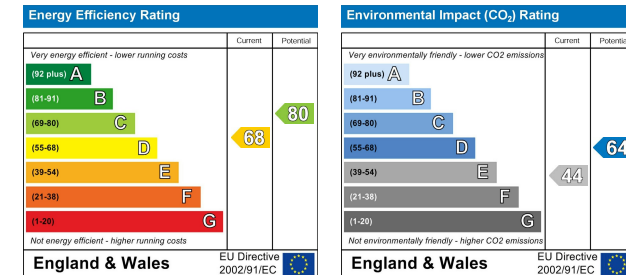 Energy Efficiency Rating
Current Potential
Very energy efficient - lower running costs
(92 plus) A
(81-91) B
(69-80) C
(55-68) D
(39-54) E
(21-38) F
(1-20) G
68
80
Not energy efficient - higher running costs
England & Wales
EU Directive
2002/91/EC
Environmental Impact (CO₂) Rating
Current Potential
Very environmentally friendly - lower CO2 emissions
(92 plus) A
(81-91) B
(69-80) C
(55-68) D
(39-54) E
(21-38) F
(1-20) G
44
64
Not environmentally friendly - higher CO2 emissions
England & Wales
EU Directive
2002/91/EC